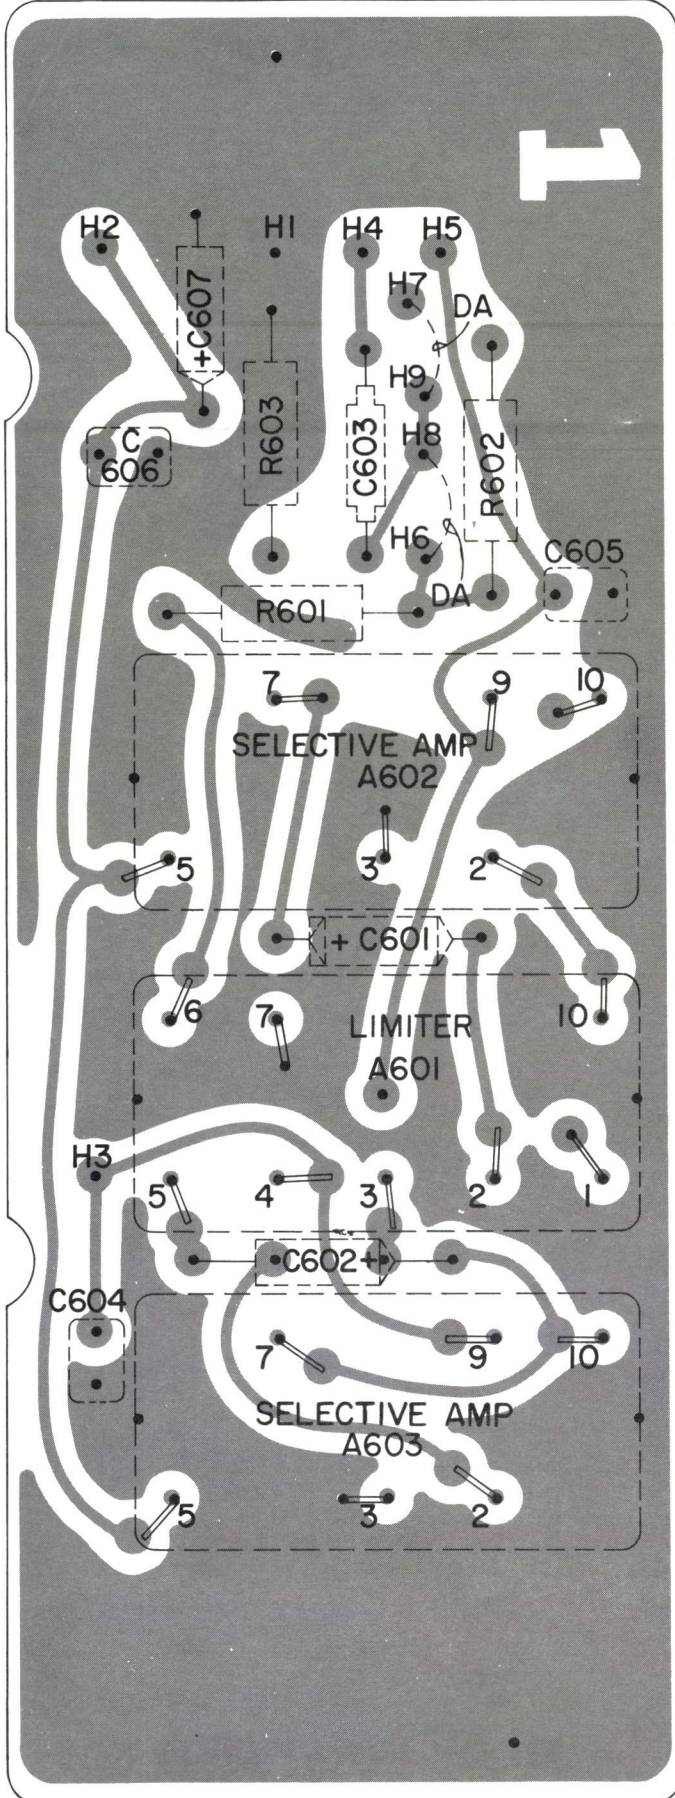 1
H2
H1
H4
H5
H7
DA
+C607
H9
H8
R603
C603
R602
C
606
H6
C605
DA
R601
7
9
10
SELECTIVE AMP
A602
5
3
2
+ C601
6
7
10
LIMITER
A601
H3
5
4
3
2
1
C602+
C604
7
9
10
SELECTIVE AMP
A603
5
3
2